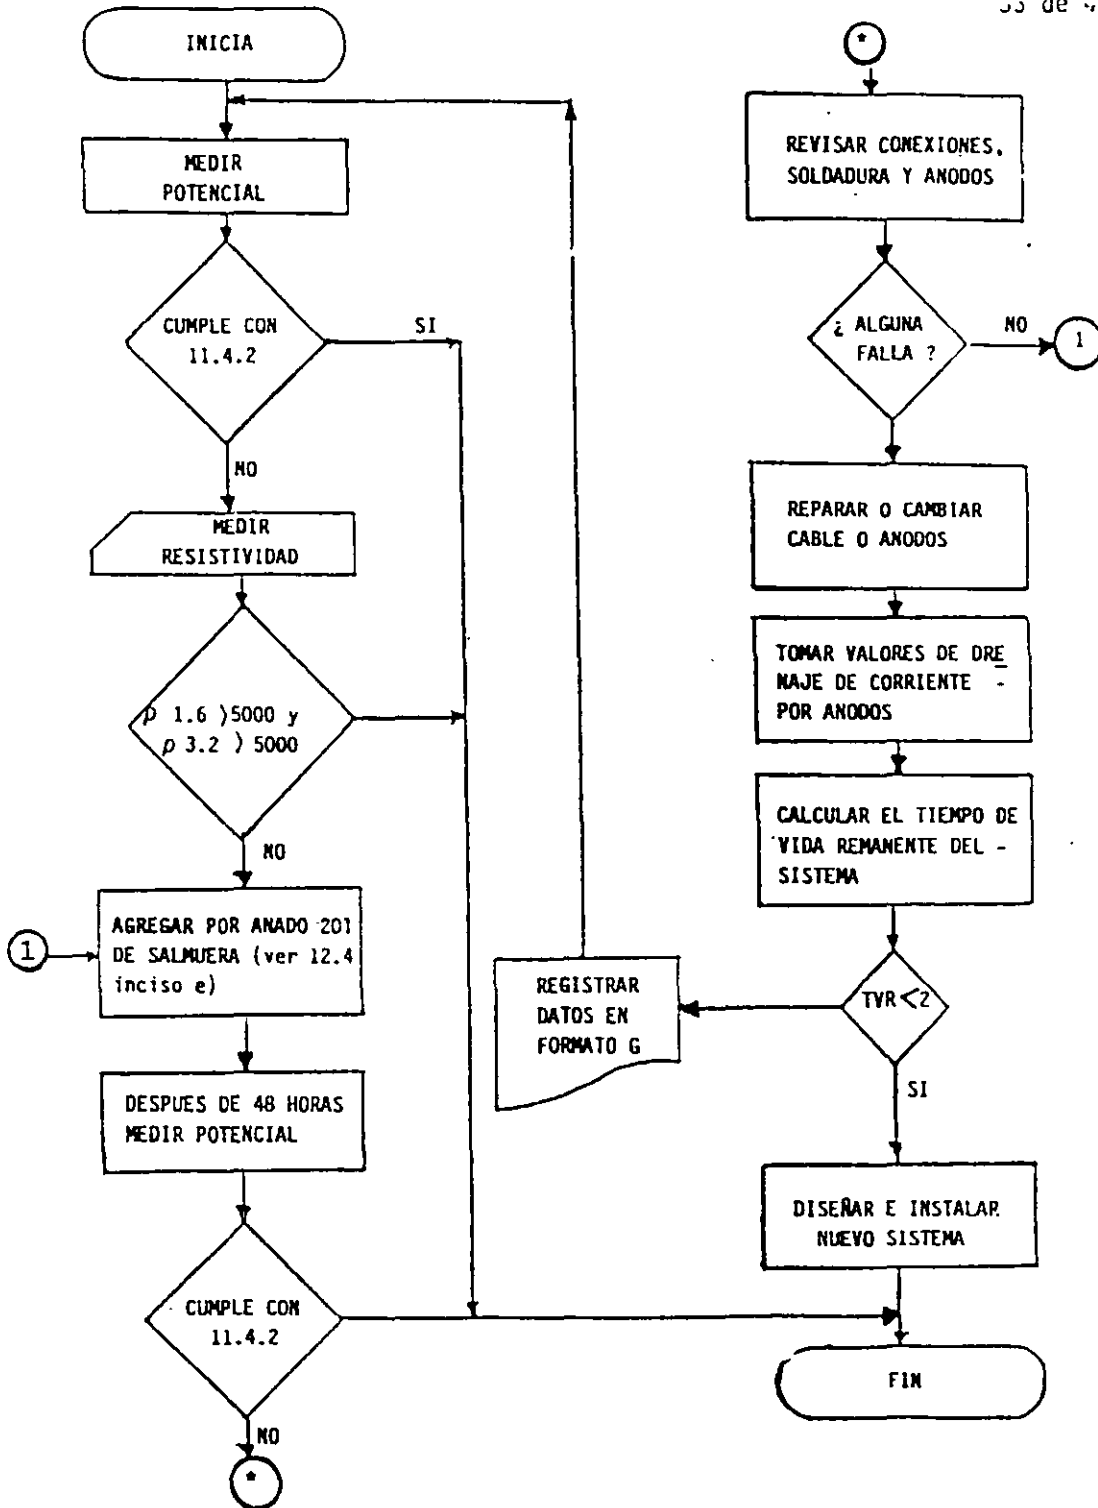 INICIA
MEDIR
POTENCIAL
CUMPLE CON
11.4.2
SI
NO
MEDIR
RESISTIVIDAD
ρ 1.6 ⟩5000 y
ρ 3.2 ⟩ 5000
NO
1
AGREGAR POR ANADO 201
DE SALMUERA (ver 12.4
inciso e)
DESPUES DE 48 HORAS
MEDIR POTENCIAL
CUMPLE CON
11.4.2
NO
*
REGISTRAR
DATOS EN
FORMATO G
de
*
REVISAR CONEXIONES,
SOLDADURA Y ANODOS
¿ ALGUNA
FALLA ?
NO
1
REPARAR O CAMBIAR
CABLE O ANODOS
TOMAR VALORES DE DRE
NAJE DE CORRIENTE -
POR ANODOS
CALCULAR EL TIEMPO DE
VIDA REMANENTE DEL -
SISTEMA
TVR <2
SI
DISEÑAR E INSTALAR
NUEVO SISTEMA
FIN